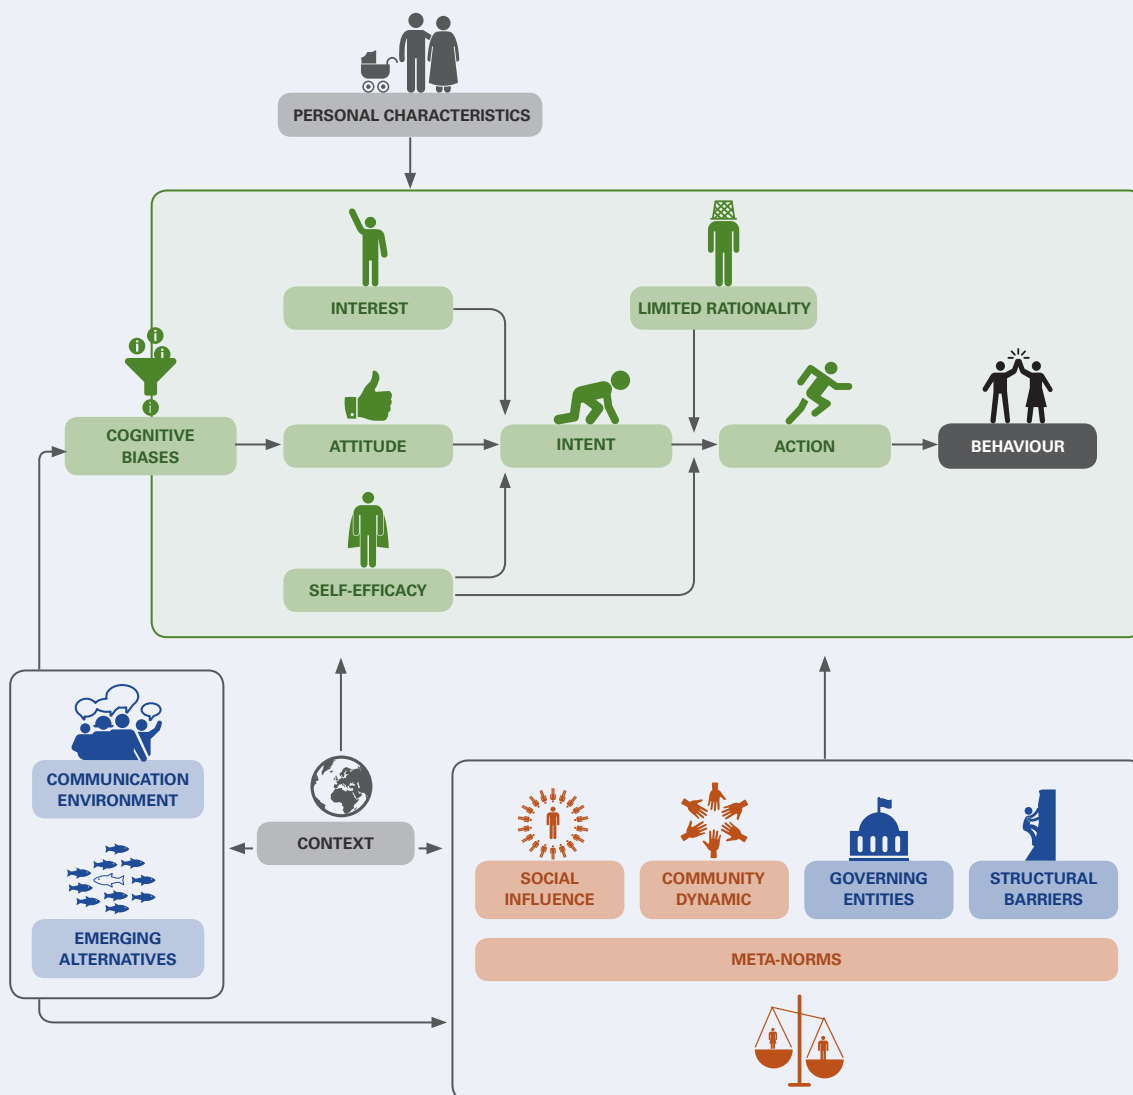 PERSONAL CHARACTERISTICS
INTEREST
LIMITED RATIONALITY
COGNITIVE
BIASES
ATTITUDE
INTENT
ACTION
BEHAVIOUR
SELF-EFFICACY
COMMUNICATION
ENVIRONMENT
CONTEXT
EMERGING
ALTERNATIVES
SOCIAL
INFLUENCE
COMMUNITY
DYNAMIC
GOVERNING
ENTITIES
STRUCTURAL
BARRIERS
META-NORMS